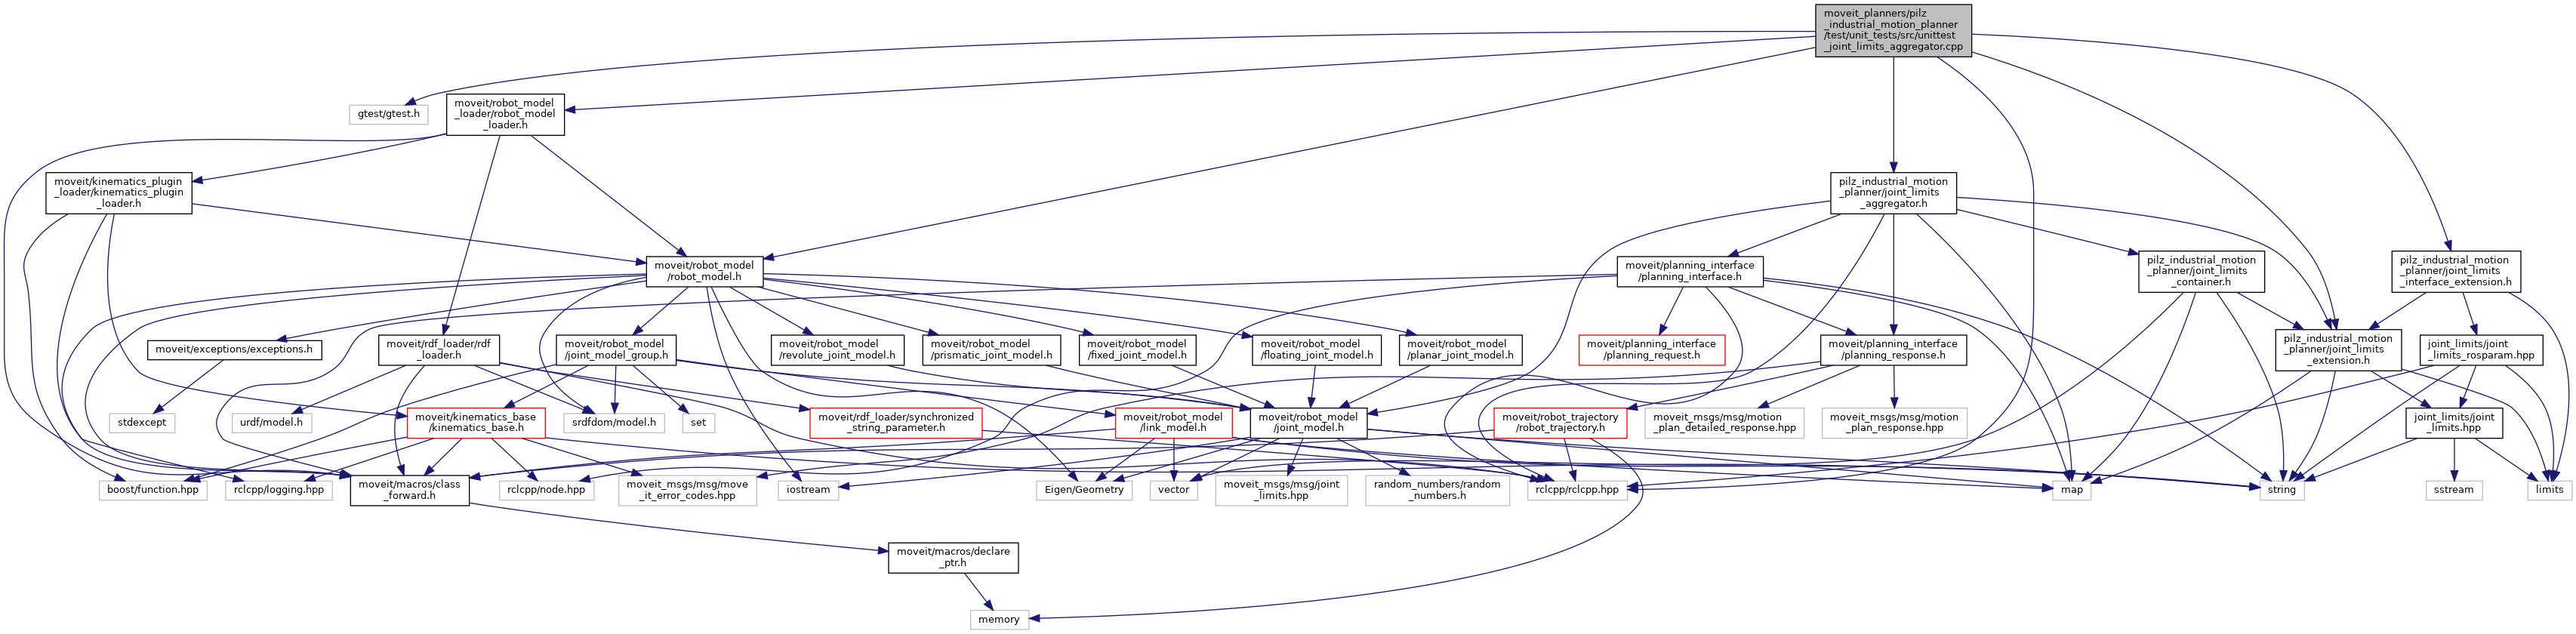 moveit_planners/pilz
_industrial_motion_planner
/test/unit_tests/src/unittest
_joint_limits_aggregator.cpp
gtest/gtest.h
moveit/robot_model
_loader/robot_model
_loader.h
moveit/kinematics_plugin
_loader/kinematics_plugin
_loader.h
pilz_industrial_motion
_planner/joint_limits
_aggregator.h
moveit/robot_model
/robot_model.h
moveit/planning_interface
/planning_interface.h
pilz_industrial_motion
_planner/joint_limits
_container.h
pilz_industrial_motion
_planner/joint_limits
_interface_extension.h
moveit/exceptions/exceptions.h
moveit/rdf_loader/rdf
_loader.h
moveit/robot_model
/joint_model_group.h
moveit/robot_model
/revolute_joint_model.h
moveit/robot_model
/prismatic_joint_model.h
moveit/robot_model
/fixed_joint_model.h
moveit/robot_model
/floating_joint_model.h
moveit/robot_model
/planar_joint_model.h
moveit/planning_interface
/planning_request.h
moveit/planning_interface
/planning_response.h
pilz_industrial_motion
_planner/joint_limits
_extension.h
joint_limits/joint
_limits_rosparam.hpp
stdexcept
urdf/model.h
moveit/kinematics_base
/kinematics_base.h
srdfdom/model.h
set
moveit/rdf_loader/synchronized
_string_parameter.h
moveit/robot_model
/link_model.h
moveit/robot_model
/joint_model.h
moveit/robot_trajectory
/robot_trajectory.h
moveit_msgs/msg/motion
_plan_detailed_response.hpp
moveit_msgs/msg/motion
_plan_response.hpp
joint_limits/joint
_limits.hpp
boost/function.hpp
rclcpp/logging.hpp
moveit/macros/class
_forward.h
rclcpp/node.hpp
moveit_msgs/msg/move
_it_error_codes.hpp
iostream
Eigen/Geometry
vector
moveit_msgs/msg/joint
_limits.hpp
random_numbers/random
_numbers.h
rclcpp/rclcpp.hpp
map
string
sstream
limits
moveit/macros/declare
_ptr.h
memory